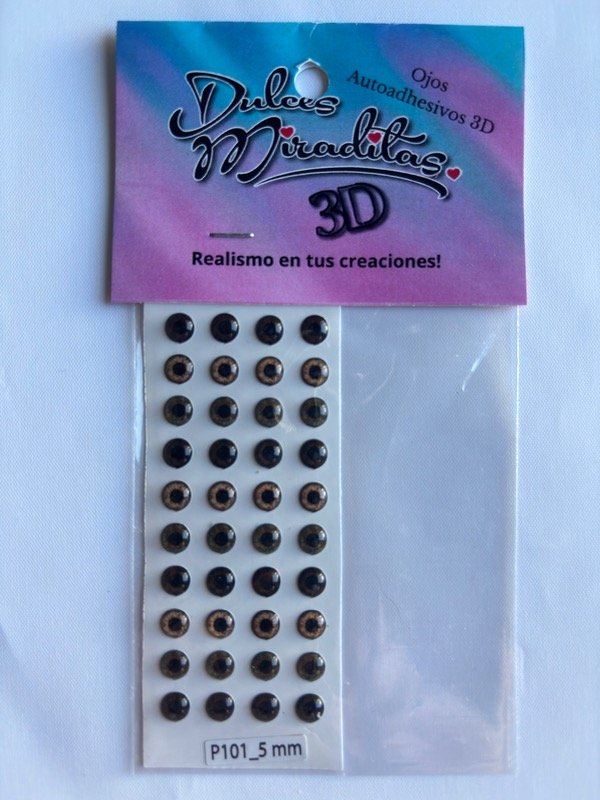 Ojos
Autoadhesivos 3D
Dulces
Miraditas.
3D
Realismo en tus creaciones!
P101_5 mm